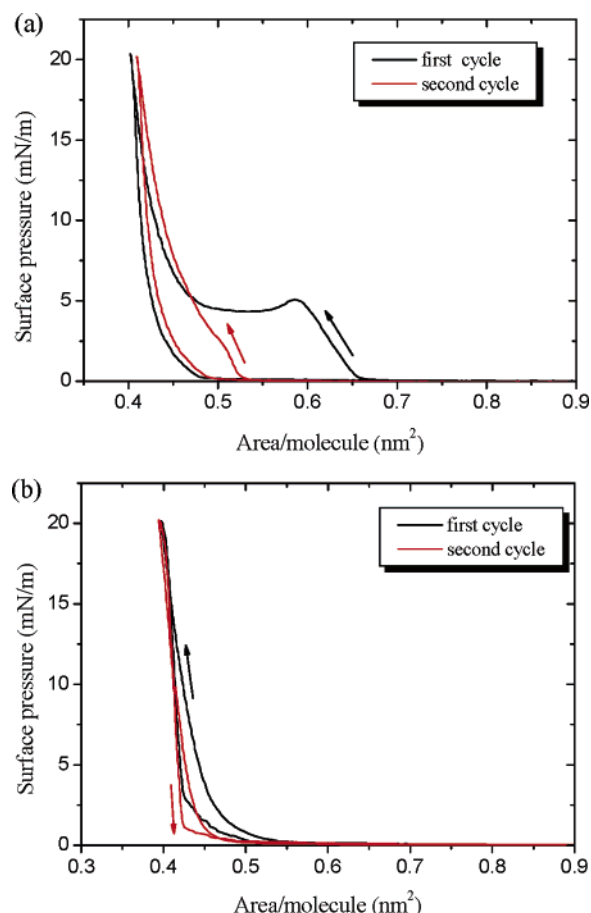 (a)
20
15
10
5
0
Surface pressure (mN/m)
first cycle
second cycle
0.4 0.5 0.6 0.7 0.8 0.9
Area/molecule (nm²)
(b)
20
15
10
5
0
Surface pressure (mN/m)
first cycle
second cycle
0.3 0.4 0.5 0.6 0.7 0.8 0.9
Area/molecule (nm²)